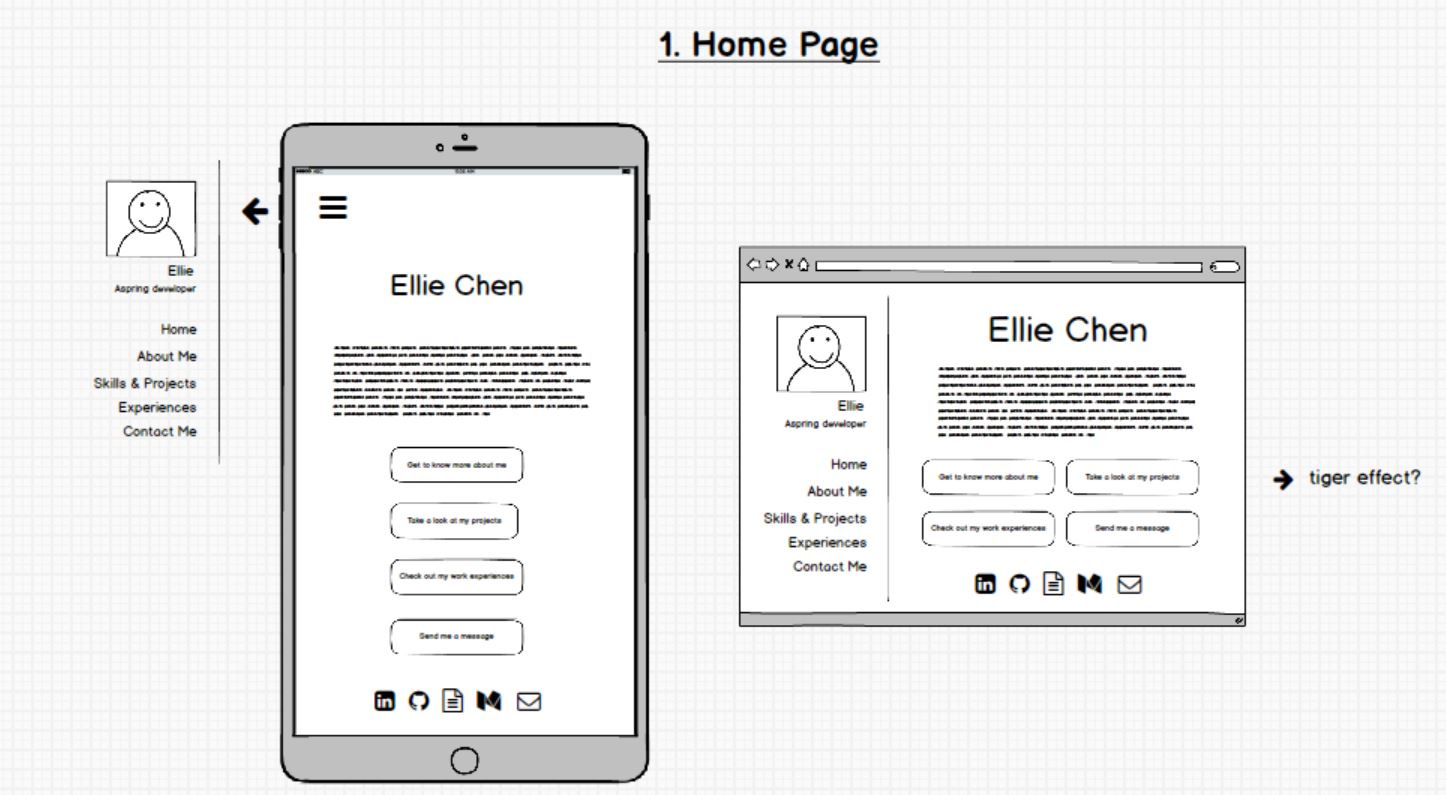 1. Home Page
Ellie
Aspring developer
Home
About Me
Skills & Projects
Experiences
Contact Me
ABC
Ellie Chen
Get to know more about me
Take a look at my projects
Check out my work experiences
Send me a message
in
Ellie
Aspring developer
Home
About Me
Skills & Projects
Experiences
Contact Me
Ellie Chen
Get to know more about me
Take a look at my projects
Check out my work experiences
Send me a message
in
tiger effect?